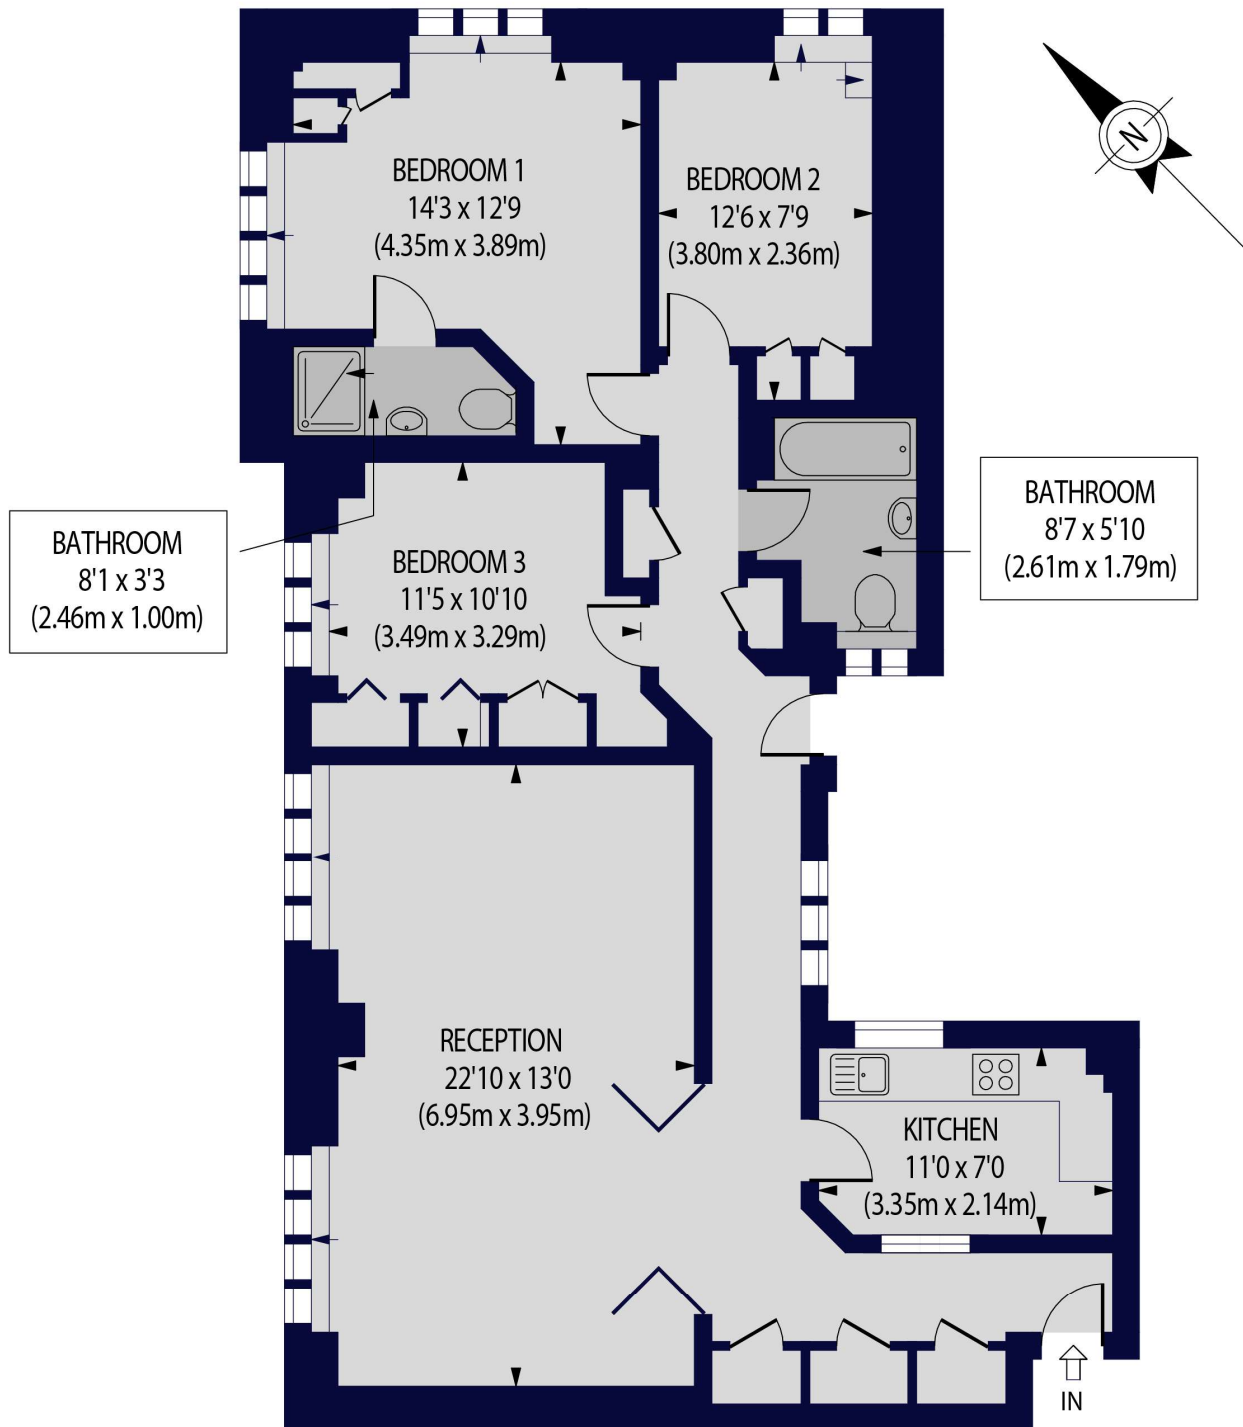 N
BEDROOM 1
14'3 x 12'9
(4.35m x 3.89m)
BEDROOM 2
12'6 x 7'9
(3.80m x 2.36m)
BATHROOM
8'1 x 3'3
(2.46m x 1.00m)
BEDROOM 3
11'5 x 10'10
(3.49m x 3.29m)
BATHROOM
8'7 x 5'10
(2.61m x 1.79m)
RECEPTION
22'10 x 13'0
(6.95m x 3.95m)
KITCHEN
11'0 x 7'0
(3.35m x 2.14m)
IN